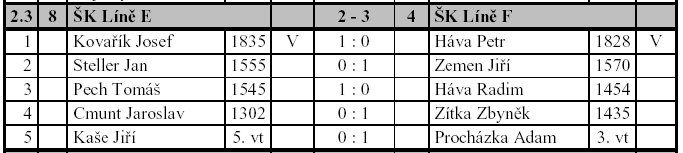 2.3 8 ŠK Líně E 2 - 3 4 ŠK Líně F
1 Kovařík Josef 1835 V 1 : 0 Háva Petr 1828 V
2 Steller Jan 1555 0 : 1 Zemen Jiří 1570
3 Pech Tomáš 1545 1 : 0 Háva Radim 1454
4 Cmunt Jaroslav 1302 0 : 1 Zítka Zbyněk 1435
5 Kaše Jiří 5. vt 0 : 1 Procházka Adam 3. vt